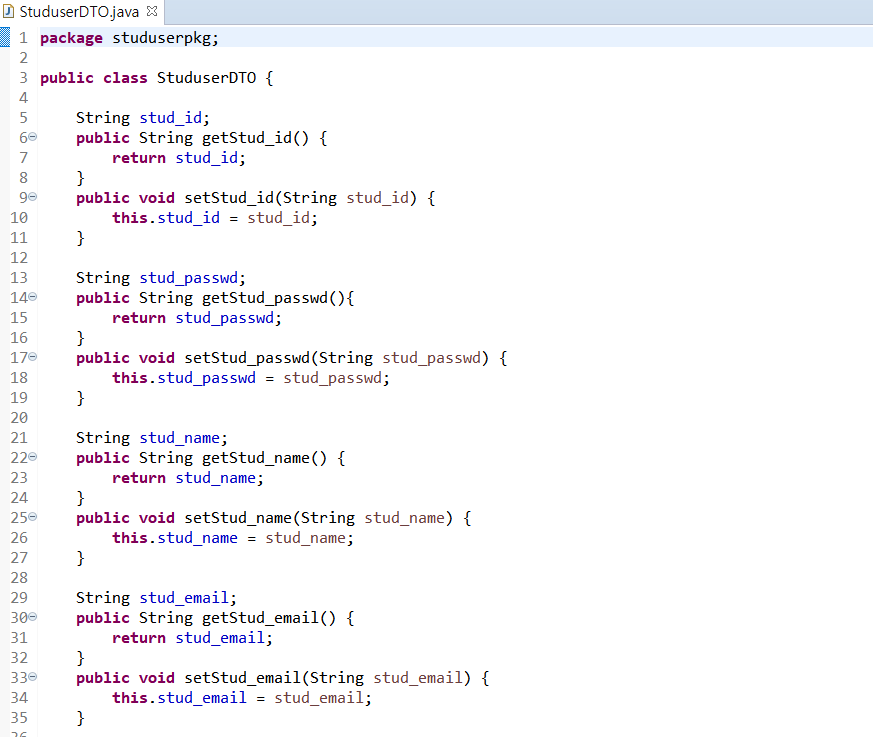 StuduserDTO.java
1 package studuserpkg;
2
3 public class StuduserDTO {
4
5     String stud_id;
6     public String getStud_id() {
7         return stud_id;
8     }
9     public void setStud_id(String stud_id) {
10         this.stud_id = stud_id;
11     }
12
13     String stud_passwd;
14     public String getStud_passwd(){
15         return stud_passwd;
16     }
17     public void setStud_passwd(String stud_passwd) {
18         this.stud_passwd = stud_passwd;
19     }
20
21     String stud_name;
22     public String getStud_name() {
23         return stud_name;
24     }
25     public void setStud_name(String stud_name) {
26         this.stud_name = stud_name;
27     }
28
29     String stud_email;
30     public String getStud_email() {
31         return stud_email;
32     }
33     public void setStud_email(String stud_email) {
34         this.stud_email = stud_email;
35     }